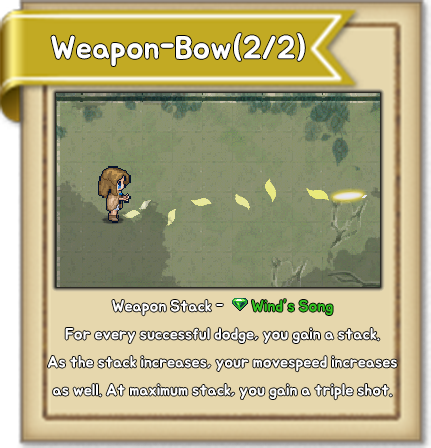 Weapon-Bow(2/2)
Weapon Stack - Wind's Song
For every successful dodge, you gain a stack.
As the stack increases, your movespeed increases
as well. At maximum stack, you gain a triple shot.